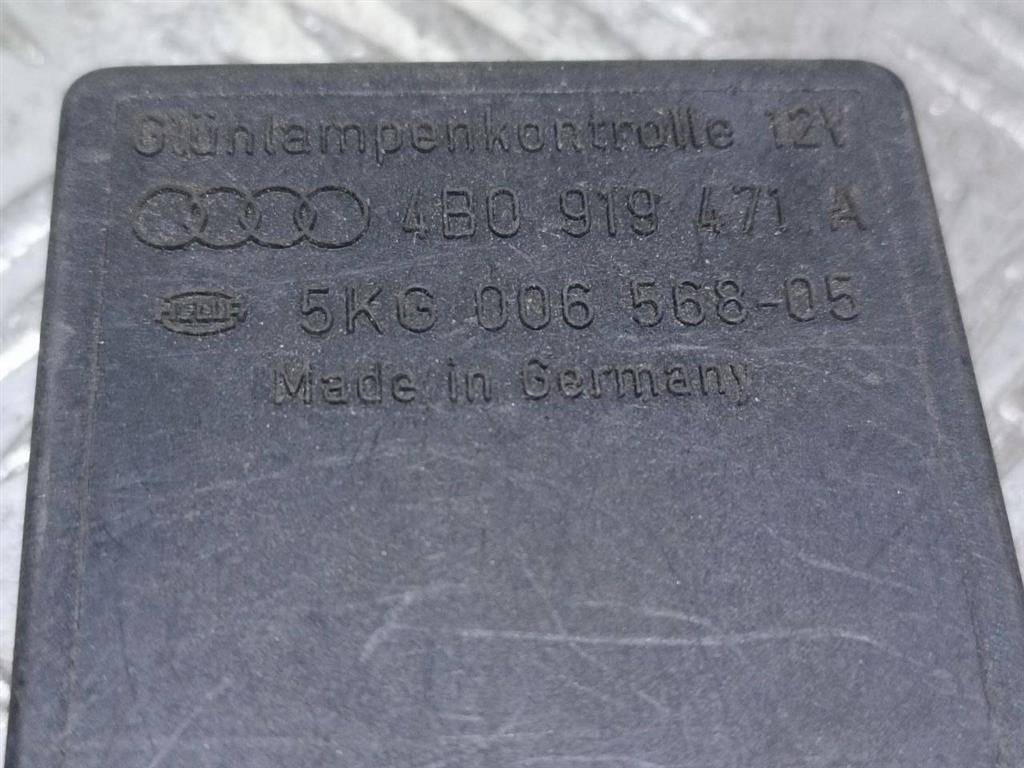 Glühlampenkontrolle 12V
4B0 919 471 A
5KG 006 568-05
Made in Germany